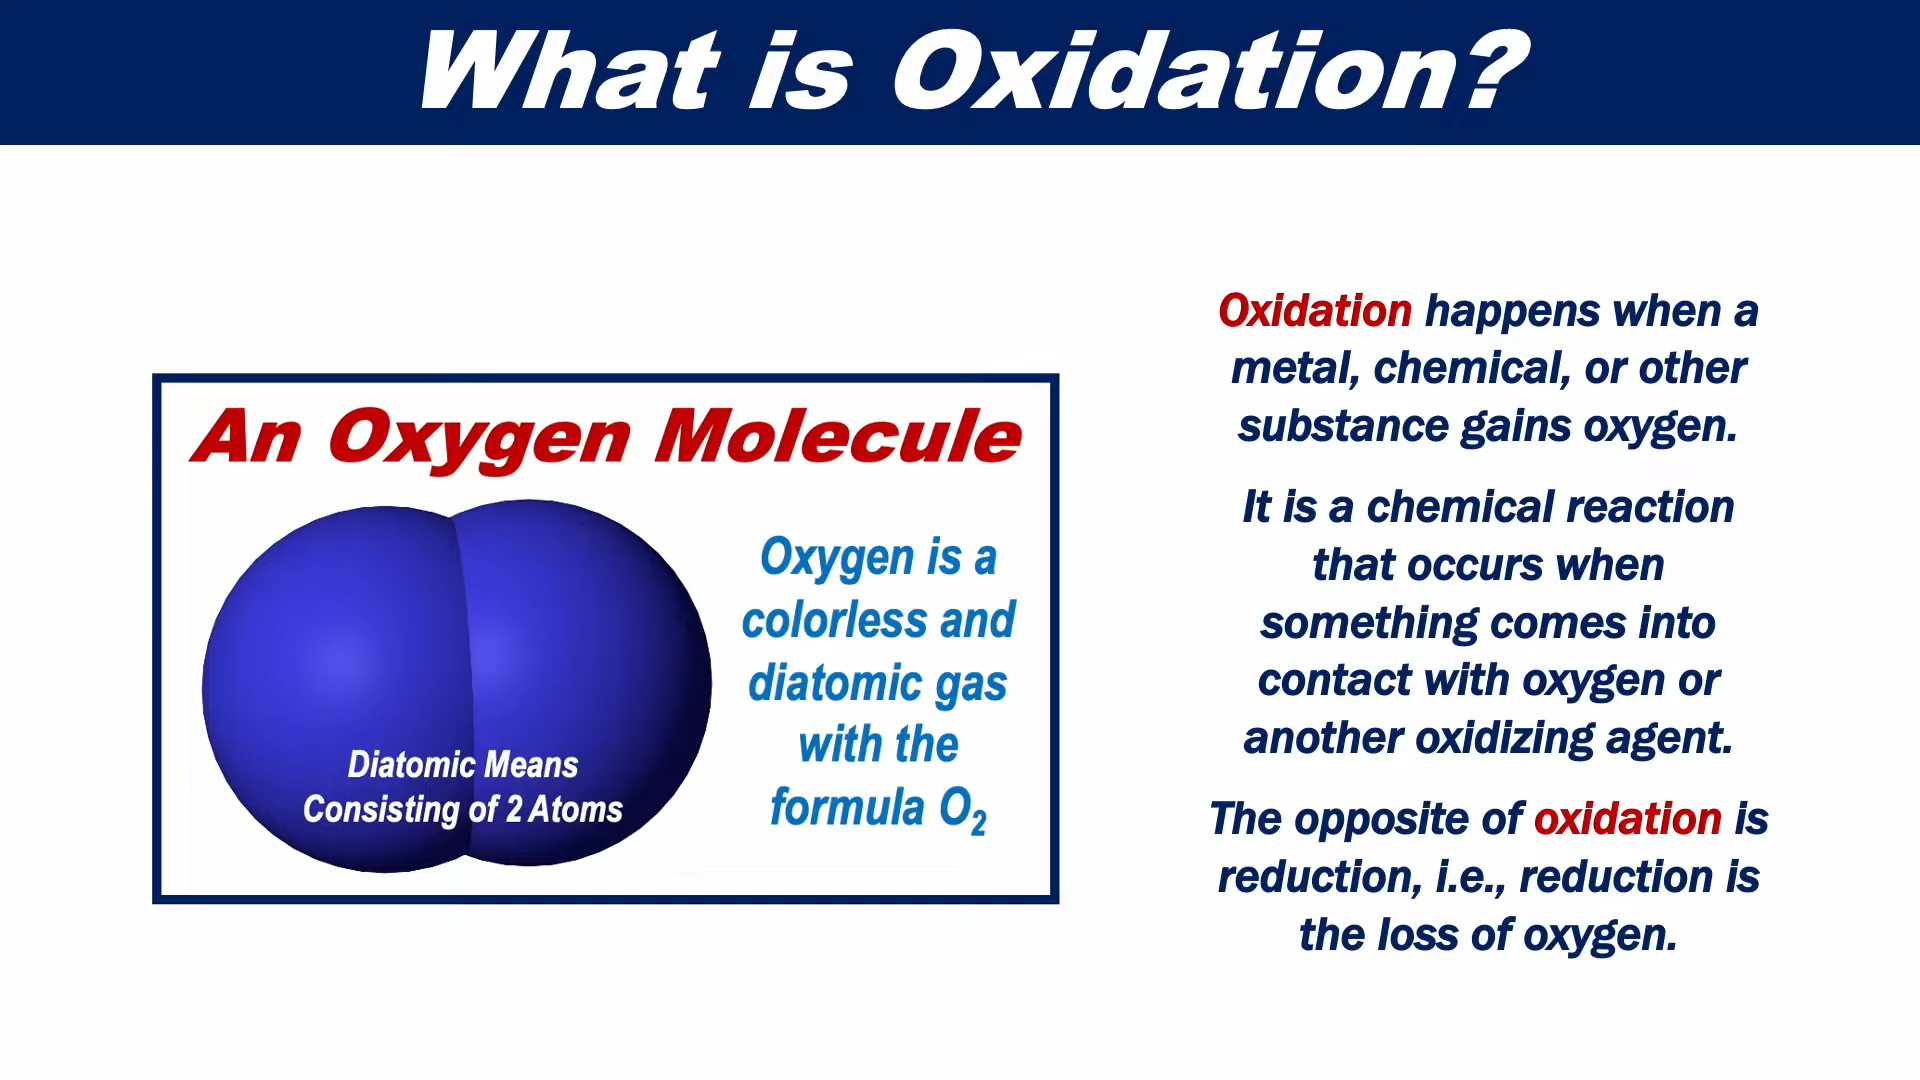 What is Oxidation?
An Oxygen Molecule
Oxygen is a
colorless and
diatomic gas
with the
formula O₂
Diatomic Means
Consisting of 2 Atoms
Oxidation happens when a
metal, chemical, or other
substance gains oxygen.
It is a chemical reaction
that occurs when
something comes into
contact with oxygen or
another oxidizing agent.
The opposite of oxidation is
reduction, i.e., reduction is
the loss of oxygen.